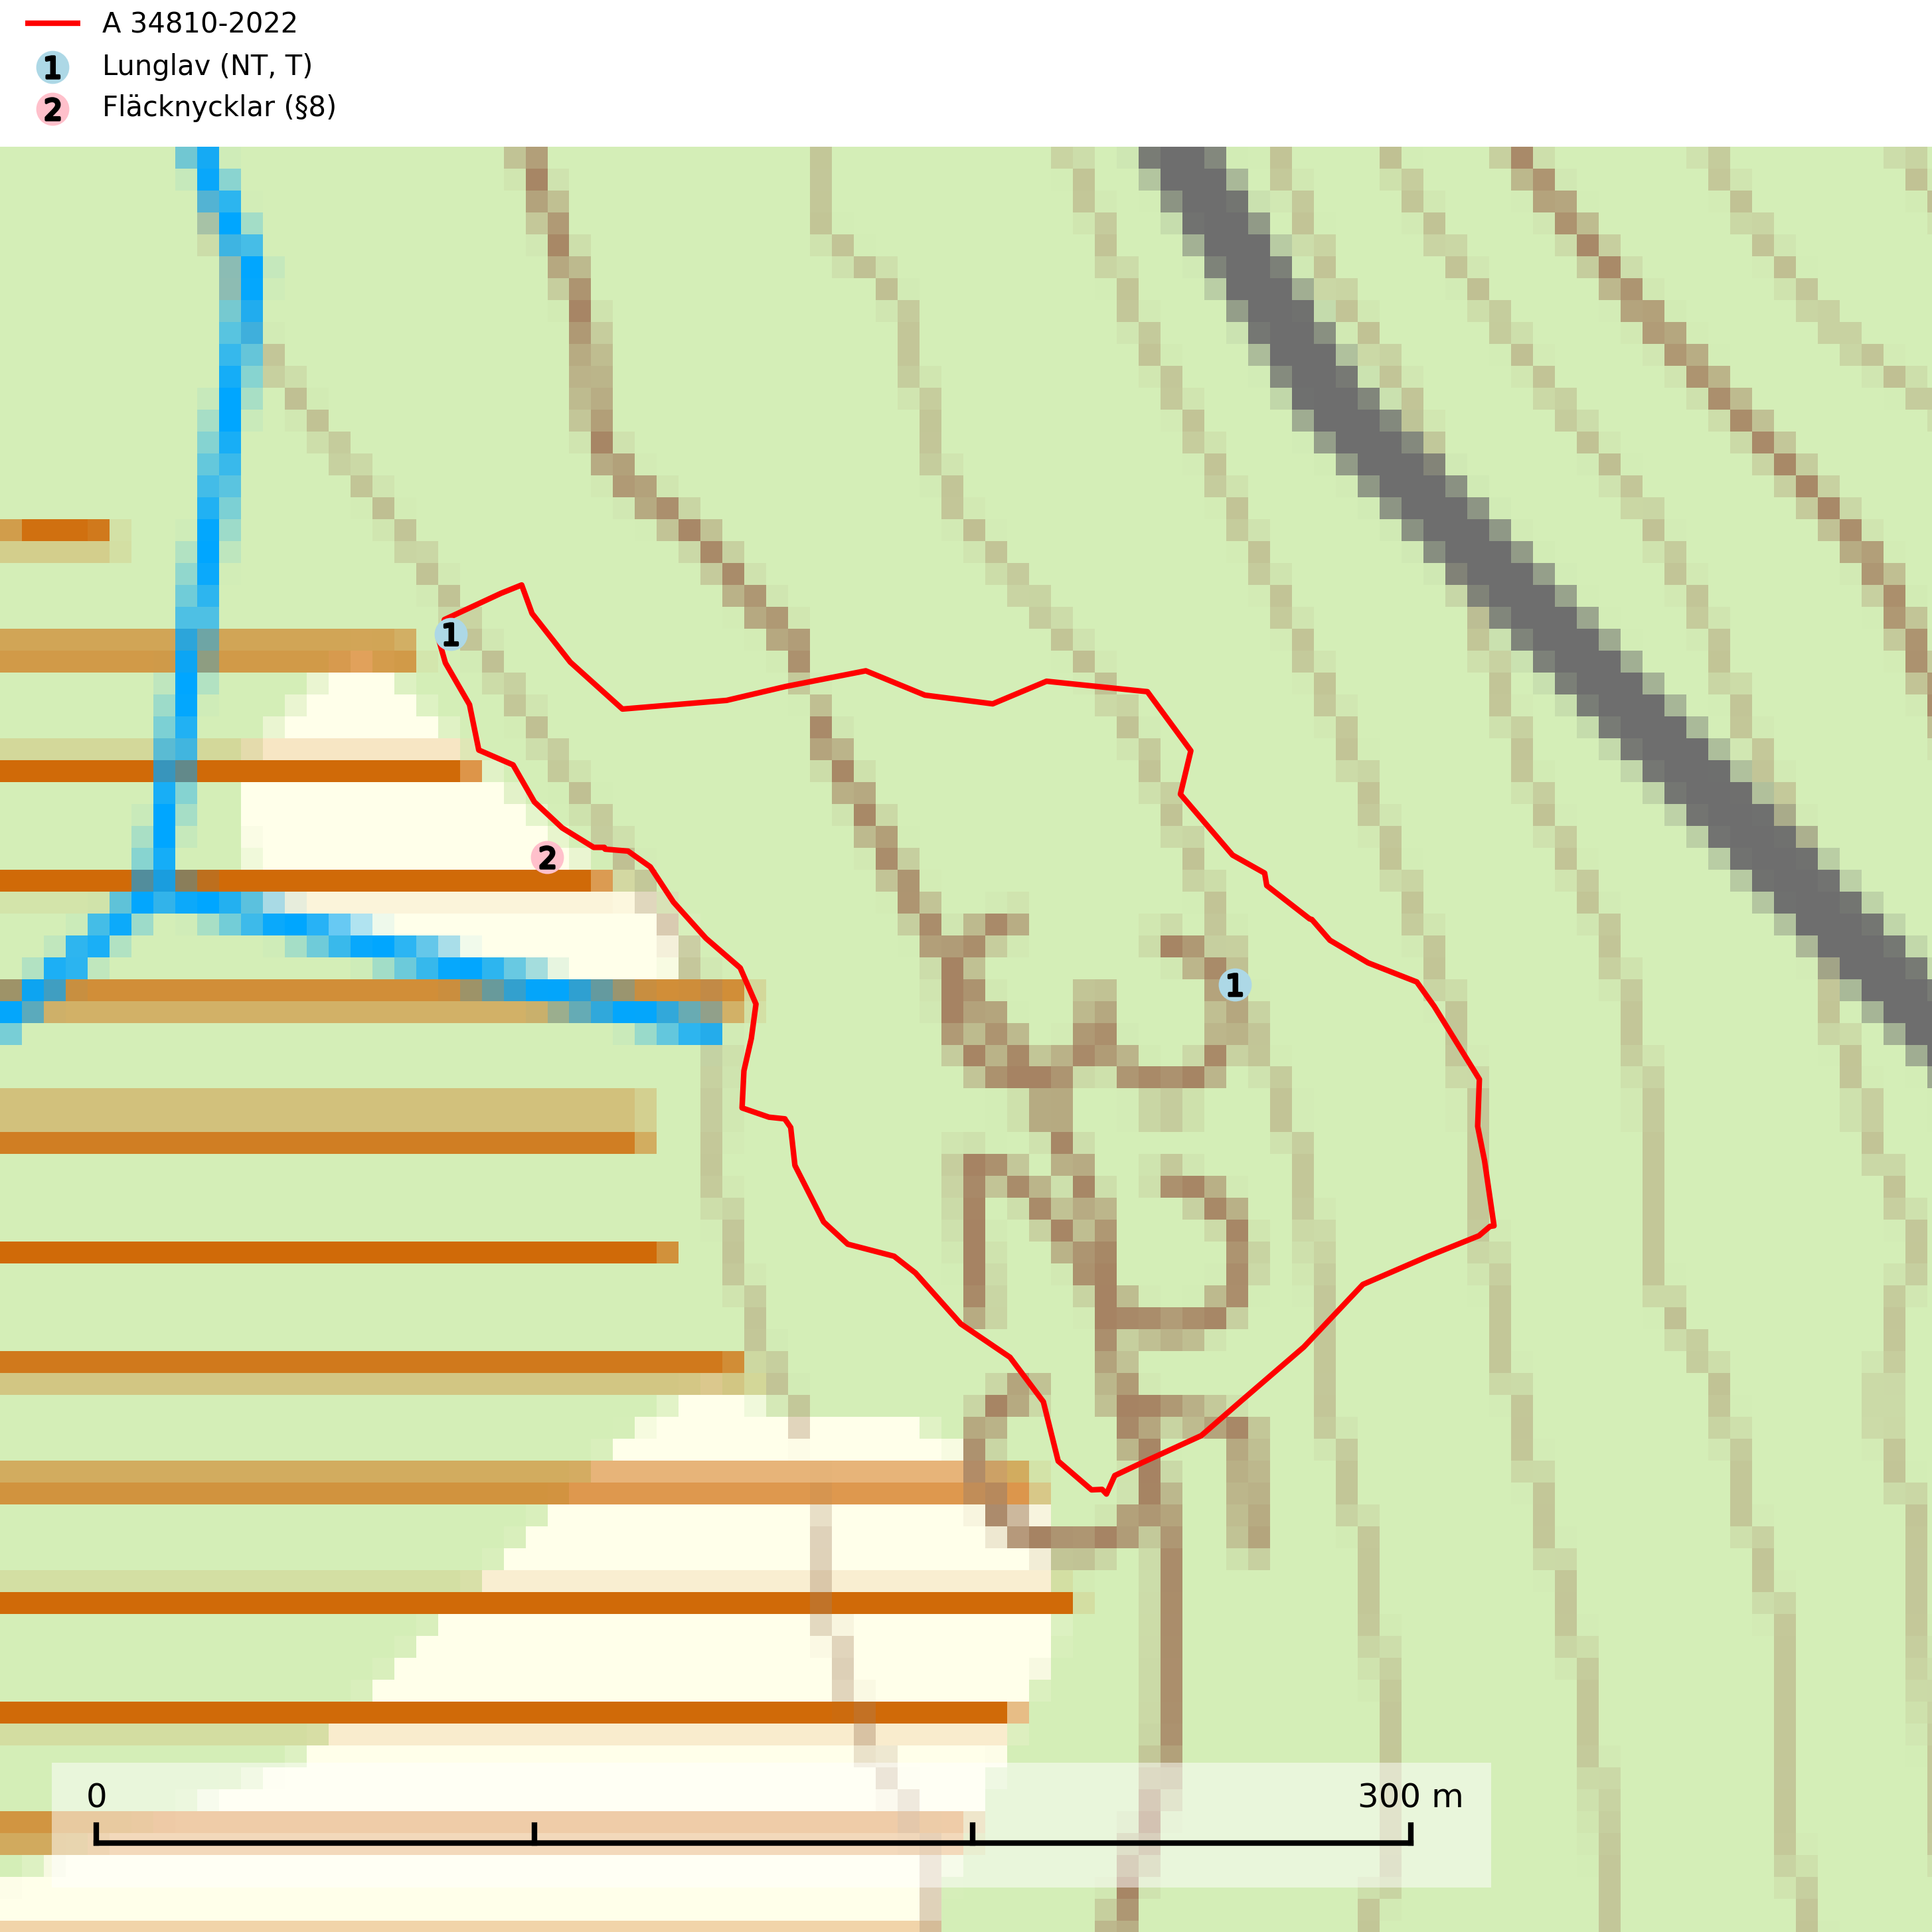 A 34810-2022
1 Lunglav (NT, T)
2 Fläcknycklar (§8)
1
2
1
0 300 m